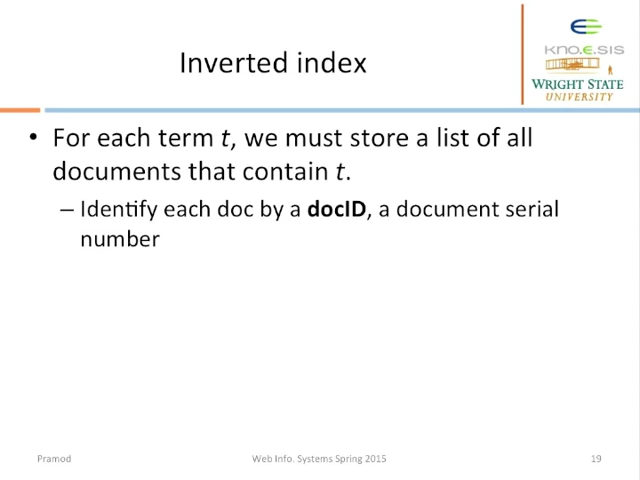 Inverted index
kno.e.sis
WRIGHT STATE
UNIVERSITY
• For each term t, we must store a list of all
documents that contain t.
– Identify each doc by a docID, a document serial
number
Pramod
Web Info. Systems Spring 2015
19